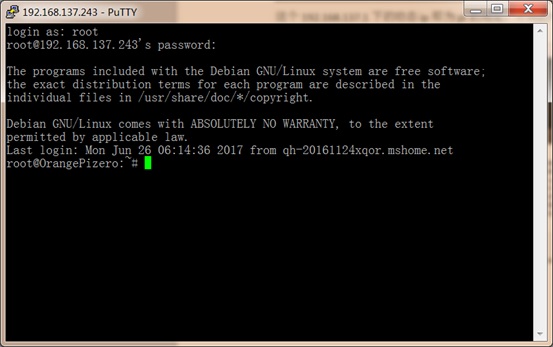 192.168.137.243 - PuTTY
login as: root
root@192.168.137.243's password:
The programs included with the Debian GNU/Linux system are free software;
the exact distribution terms for each program are described in the
individual files in /usr/share/doc/*/copyright.
Debian GNU/Linux comes with ABSOLUTELY NO WARRANTY, to the extent
permitted by applicable law.
Last login: Mon Jun 26 06:14:36 2017 from qh-20161124xqor.mshome.net
root@OrangePizero:~#